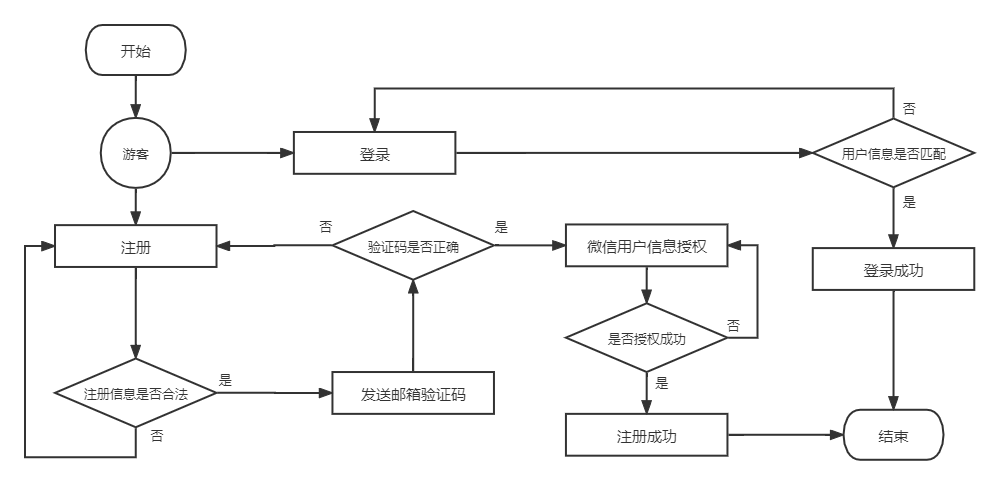 开始
否
游客
登录
用户信息是否匹配
是
否
是
注册
验证码是否正确
微信用户信息授权
登录成功
否
是否授权成功
是
是
注册信息是否合法
发送邮箱验证码
否
注册成功
结束